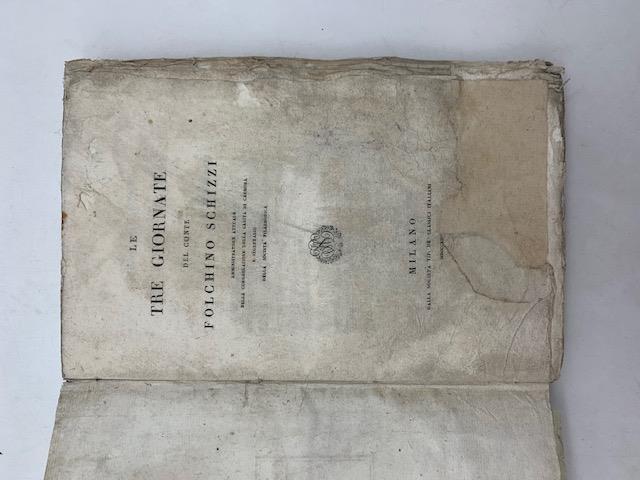 LE
TRE GIORNATE
DEL CONTE
FOLCHINO SCHIZZI
AMMINISTRATORE ATTUALE
DELLA CONGREGAZIONE DELLA CARITÀ DI CREMONA
E SEGRETARIO
DELLA SOCIETÀ FILARMONICA
MILANO
DALLA SOCIETÀ TIP. DE' CLASSICI ITALIANI